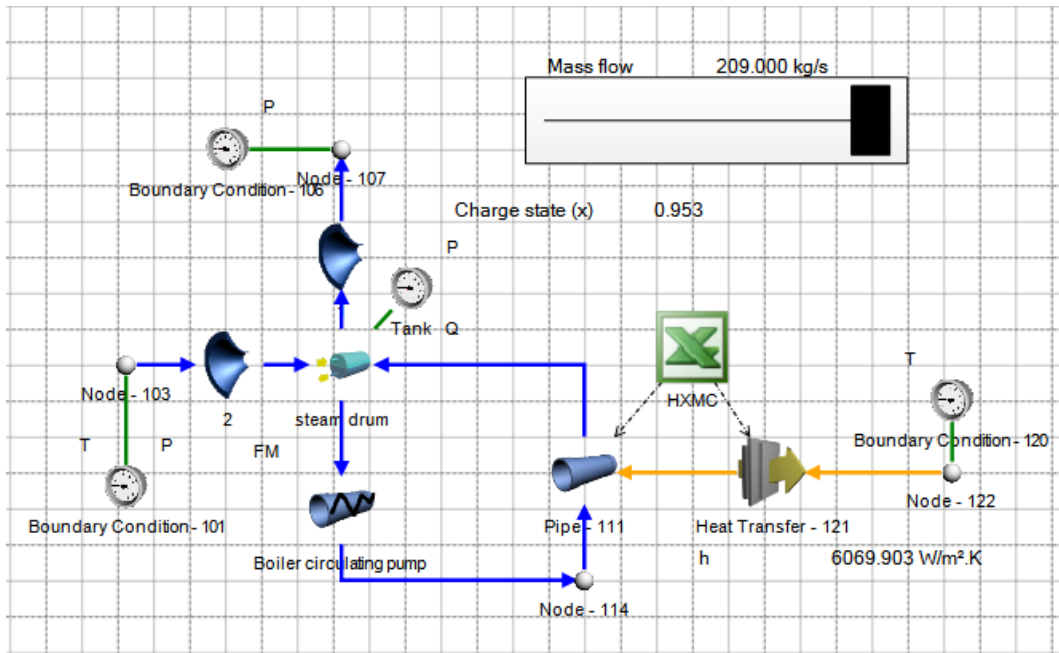 Mass flow 209.000 kg/s
P
Node - 107
Boundary Condition - 106
Charge state (x) 0.953
P
Tank Q
T
Node - 103
HXMC
2
steam drum
T P
FM
Boundary Condition - 120
Node - 122
Boundary Condition - 101
Pipe - 111
Heat Transfer - 121
h 6069.903 W/m².K
Boiler circulating pump
Node - 114